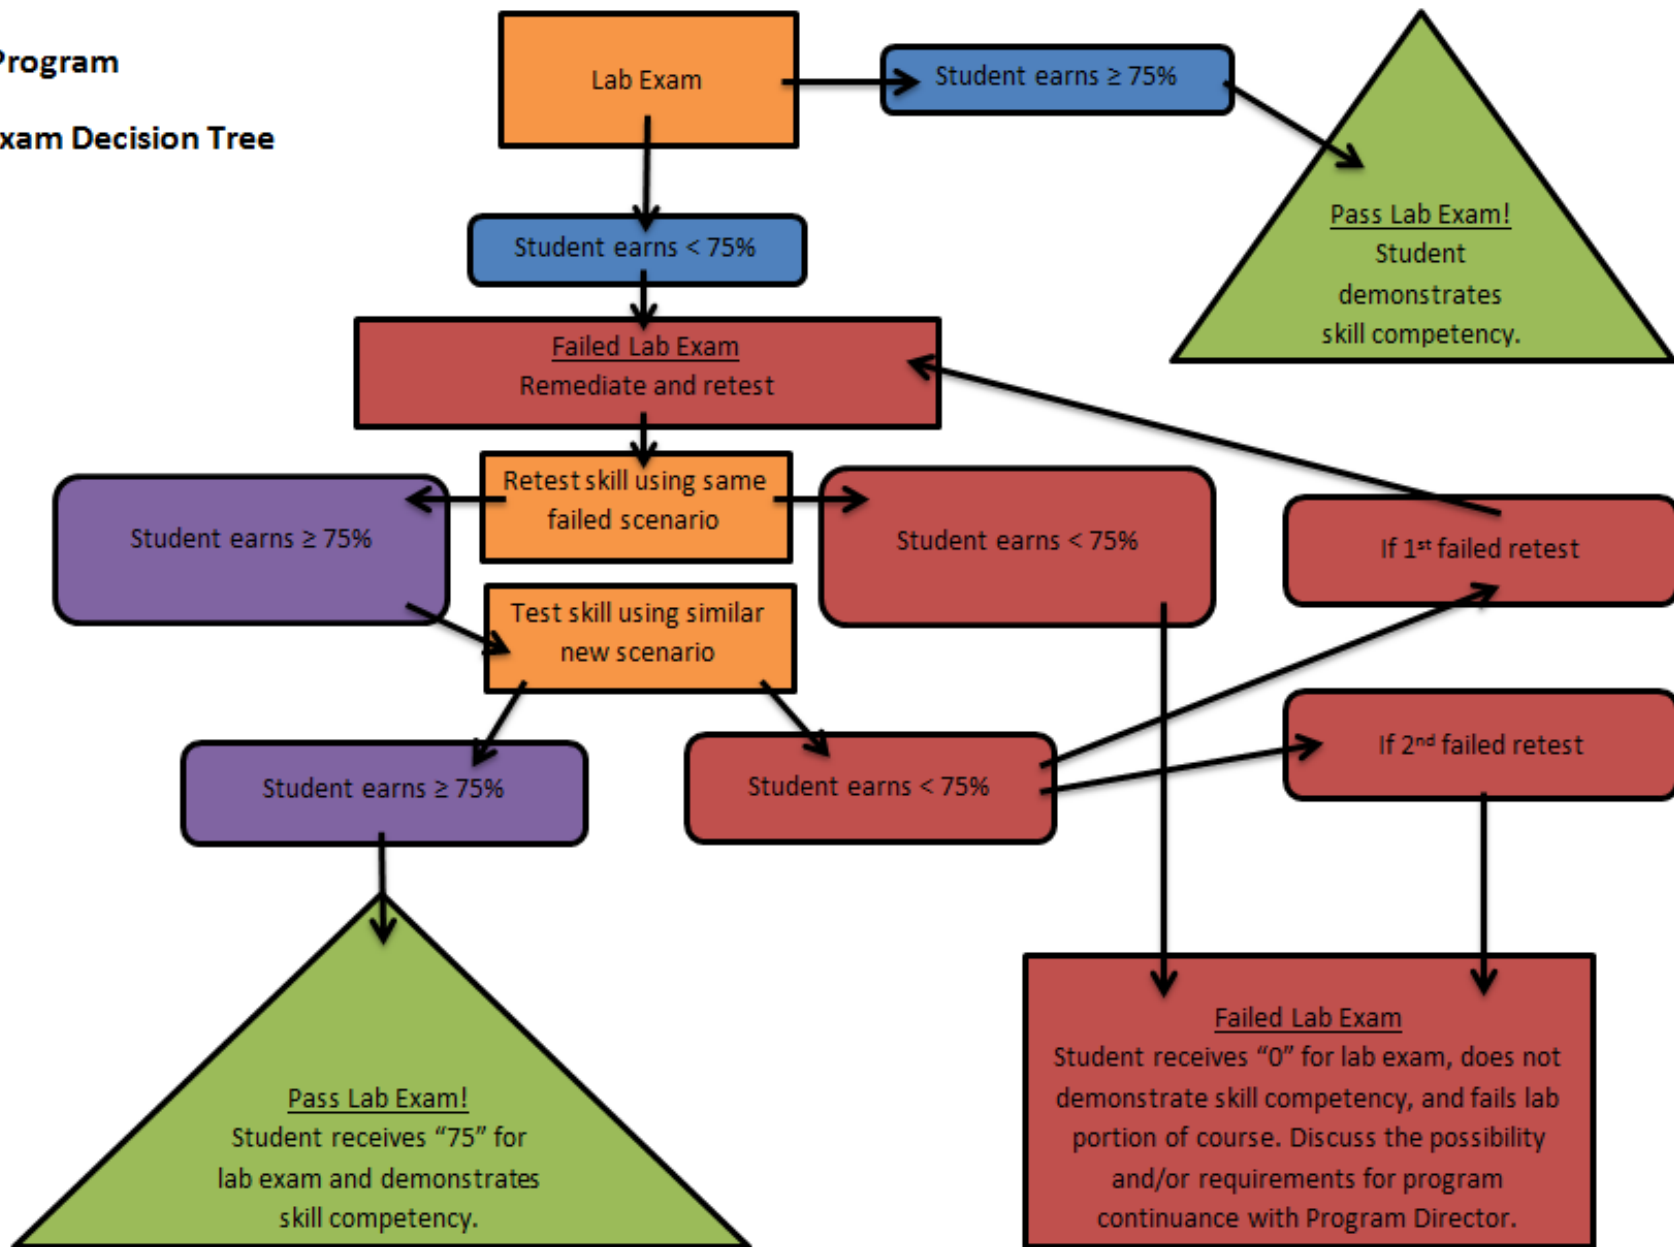 Program
xam Decision Tree
Lab Exam
Student earns ≥ 75%
Pass Lab Exam!
Student
demonstrates
skill competency.
Student earns < 75%
Failed Lab Exam
Remediate and retest
Retest skill using same
failed scenario
Student earns ≥ 75%
Student earns < 75%
If 1st failed retest
Test skill using similar
new scenario
If 2nd failed retest
Student earns ≥ 75%
Student earns < 75%
Pass Lab Exam!
Student receives “75” for
lab exam and demonstrates
skill competency.
Failed Lab Exam
Student receives “0” for lab exam, does not
demonstrate skill competency, and fails lab
portion of course. Discuss the possibility
and/or requirements for program
continuance with Program Director.